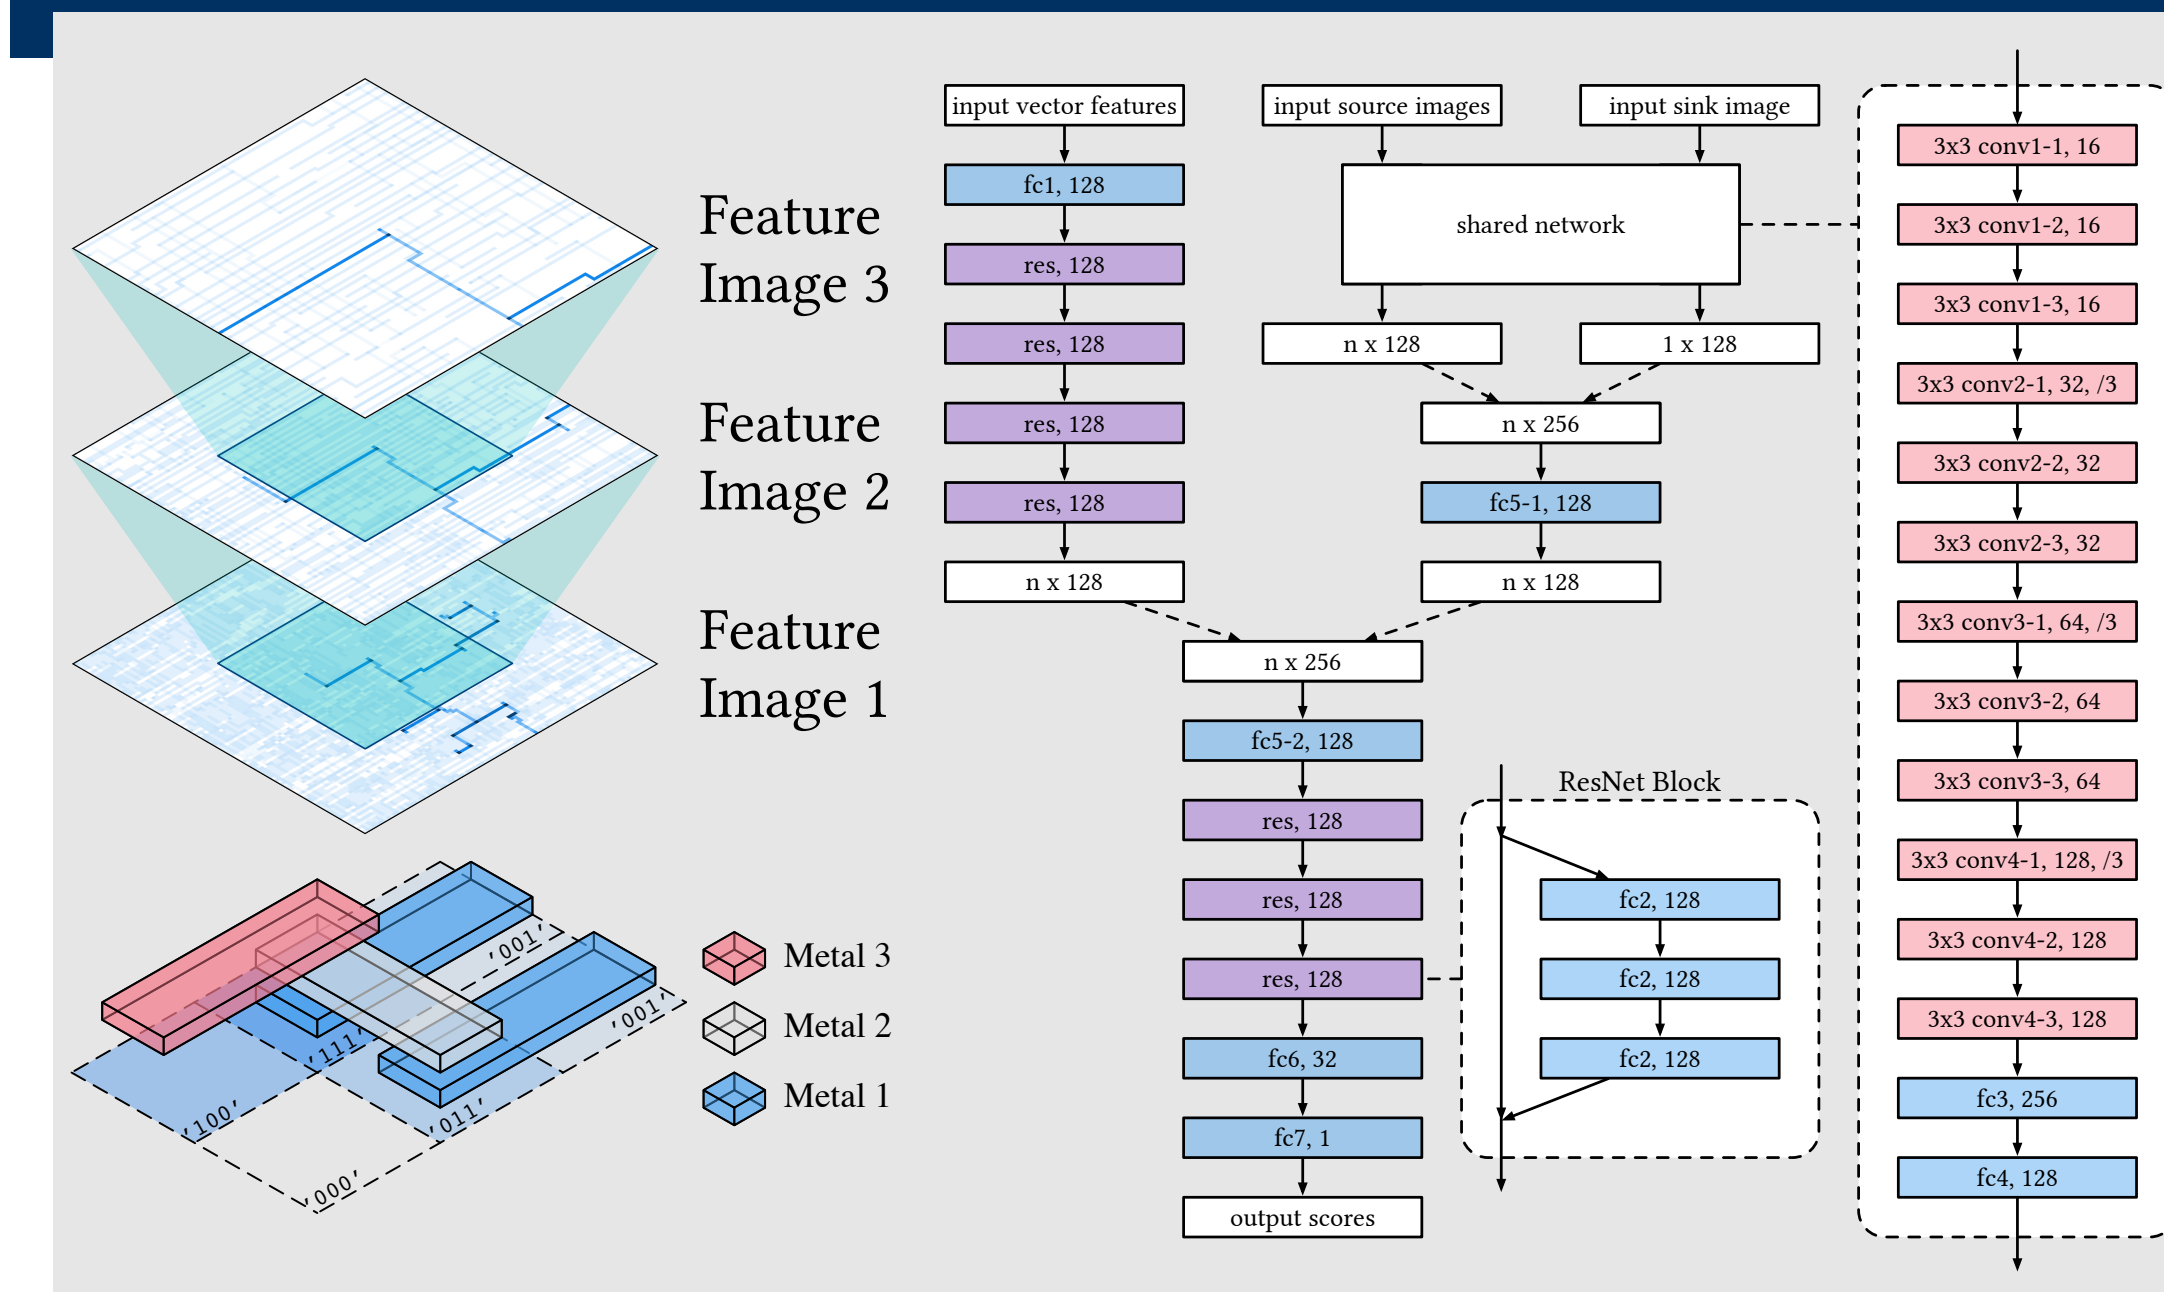 Feature
Image 3
Feature
Image 2
Feature
Image 1
'001'
'001'
'111'
'100'
'011'
'000'
Metal 3
Metal 2
Metal 1
input vector features
fc1, 128
res, 128
res, 128
res, 128
res, 128
n x 128
input source images
input sink image
shared network
n x 128
1 x 128
n x 256
fc5-1, 128
n x 128
n x 256
fc5-2, 128
res, 128
res, 128
res, 128
fc6, 32
fc7, 1
output scores
ResNet Block
fc2, 128
fc2, 128
fc2, 128
3x3 conv1-1, 16
3x3 conv1-2, 16
3x3 conv1-3, 16
3x3 conv2-1, 32, /3
3x3 conv2-2, 32
3x3 conv2-3, 32
3x3 conv3-1, 64, /3
3x3 conv3-2, 64
3x3 conv3-3, 64
3x3 conv4-1, 128, /3
3x3 conv4-2, 128
3x3 conv4-3, 128
fc3, 256
fc4, 128